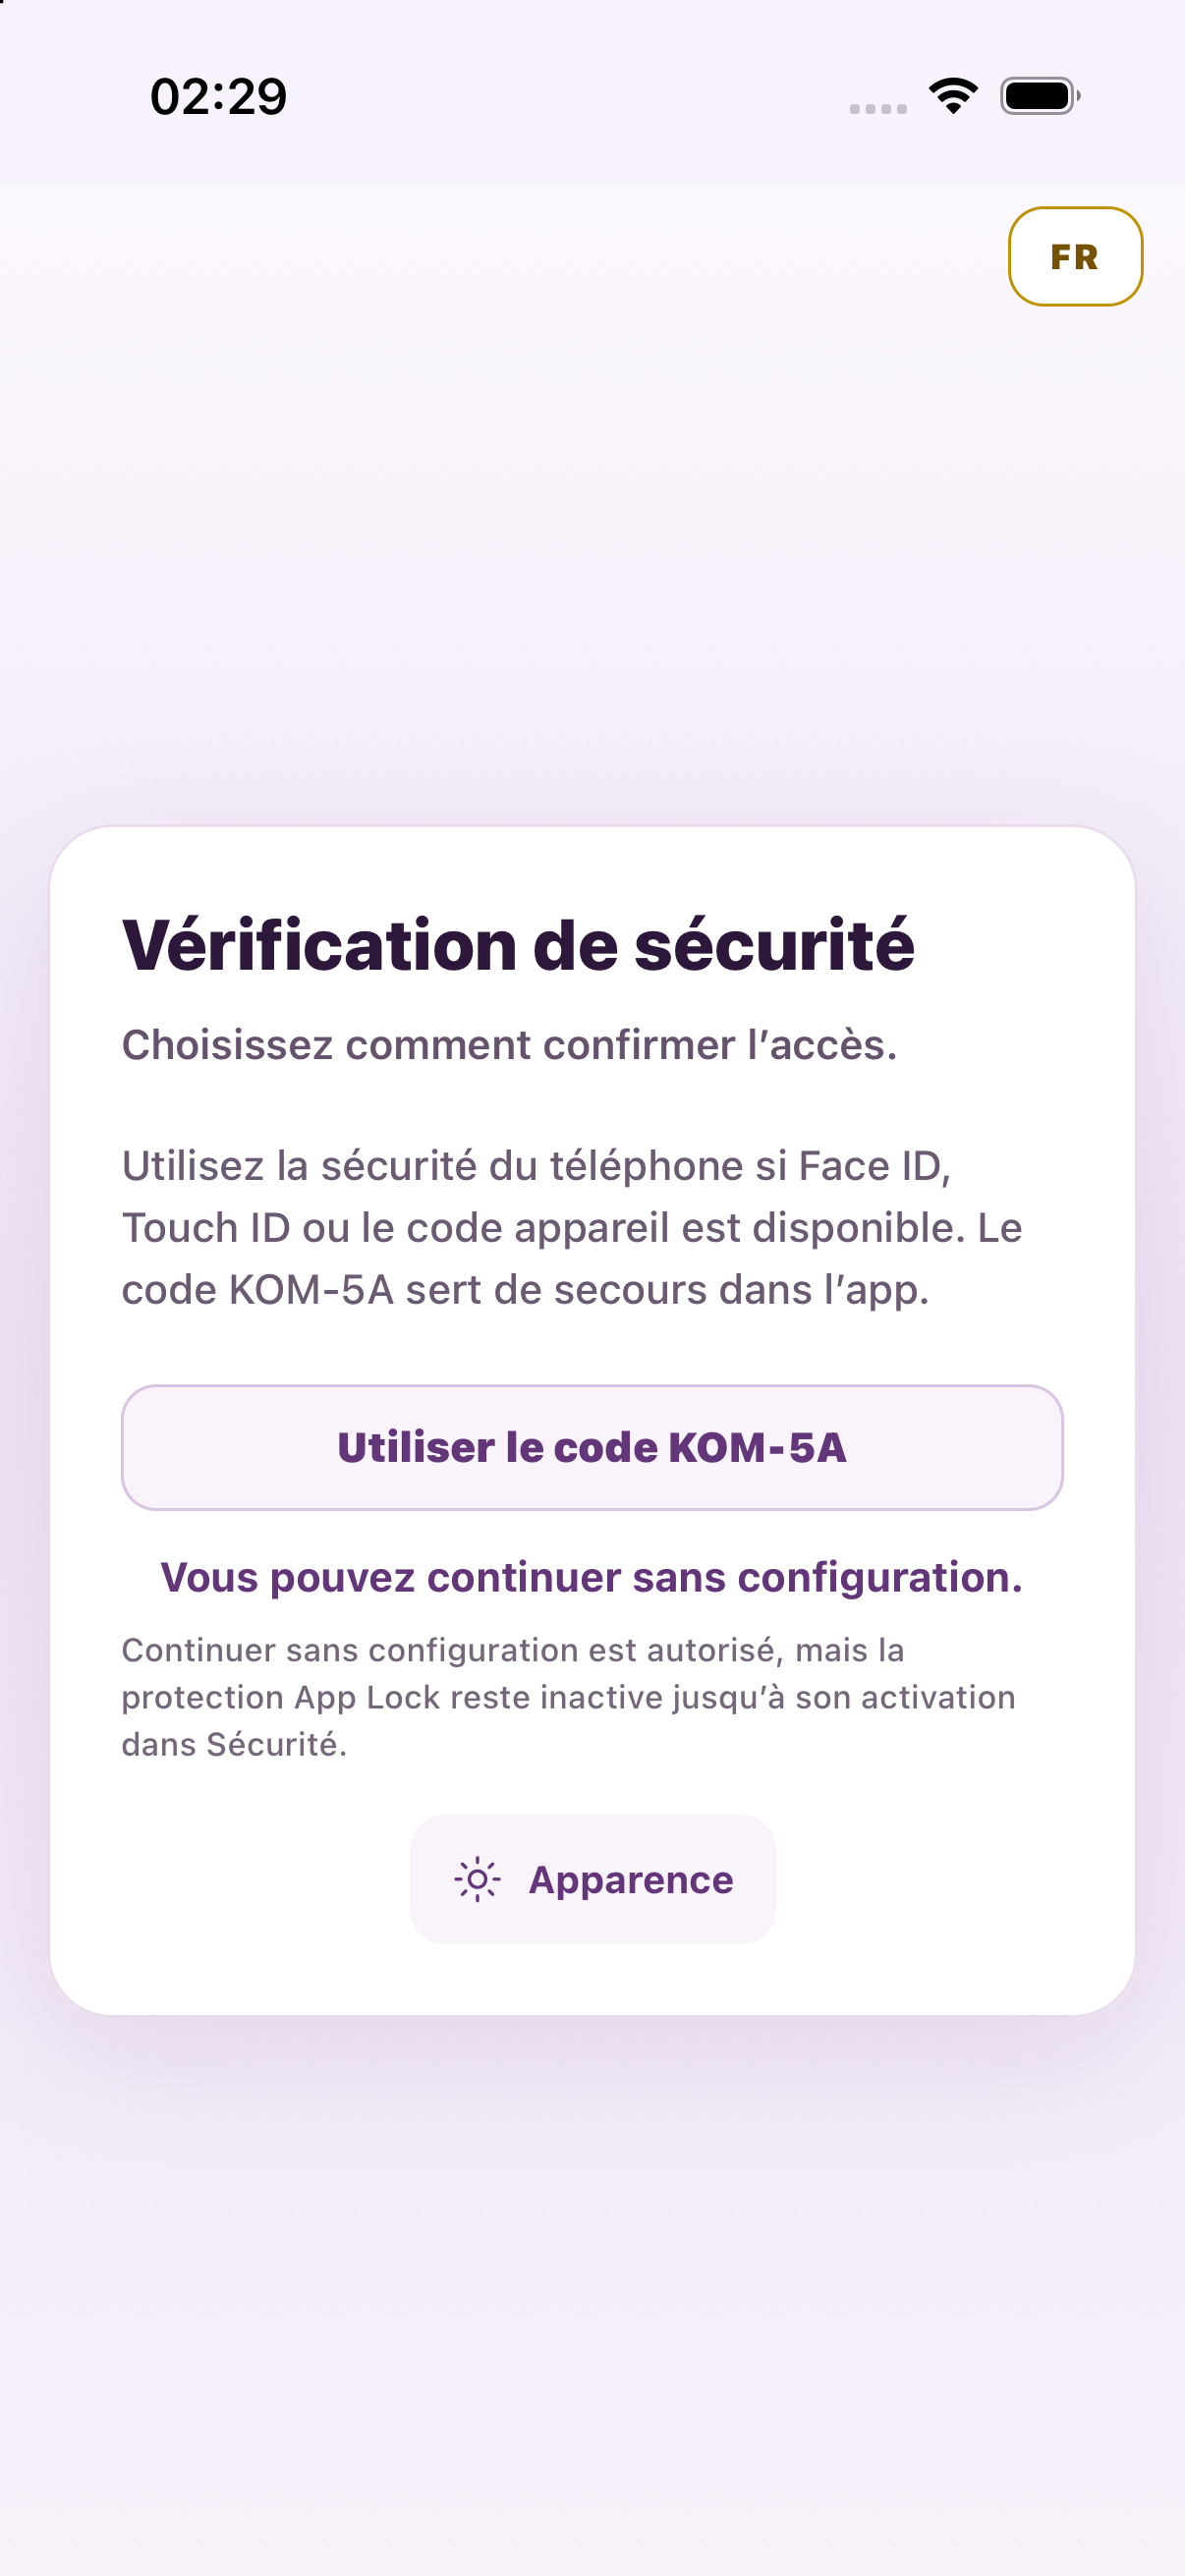 02:29
FR
Vérification de sécurité
Choisissez comment confirmer l’accès.
Utilisez la sécurité du téléphone si Face ID,
Touch ID ou le code appareil est disponible. Le
code KOM-5A sert de secours dans l’app.
Utiliser le code KOM-5A
Vous pouvez continuer sans configuration.
Continuer sans configuration est autorisé, mais la
protection App Lock reste inactive jusqu’à son activation
dans Sécurité.
Apparence